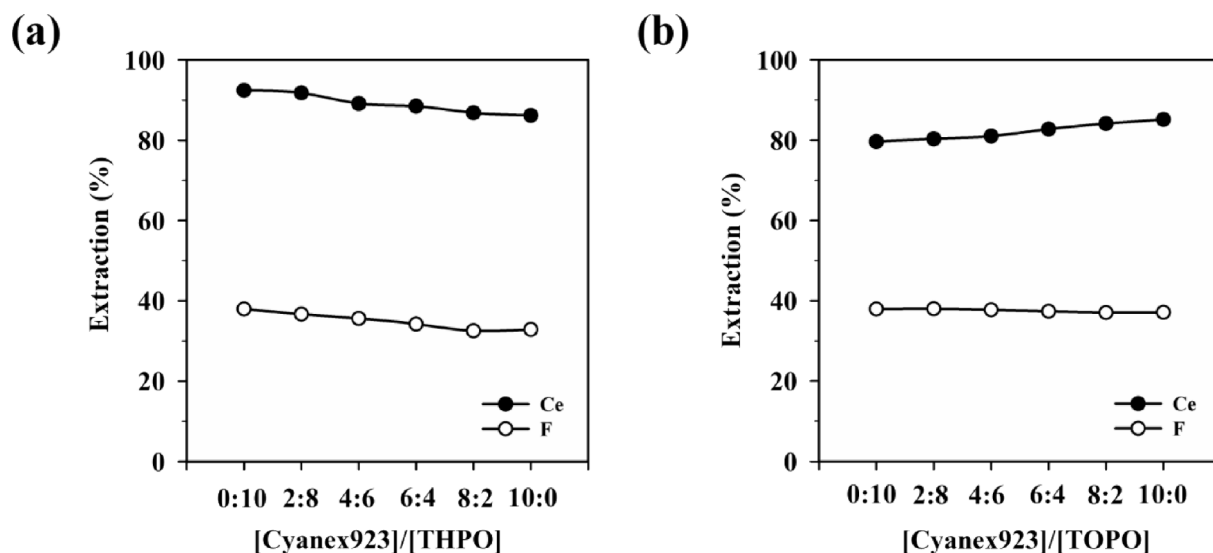 (a)
100
80
60
40
20
0
Extraction (%)
Ce
F
0:10 2:8 4:6 6:4 8:2 10:0
[Cyanex923]/[THPO]
(b)
100
80
60
40
20
0
Extraction (%)
Ce
F
0:10 2:8 4:6 6:4 8:2 10:0
[Cyanex923]/[TOPO]